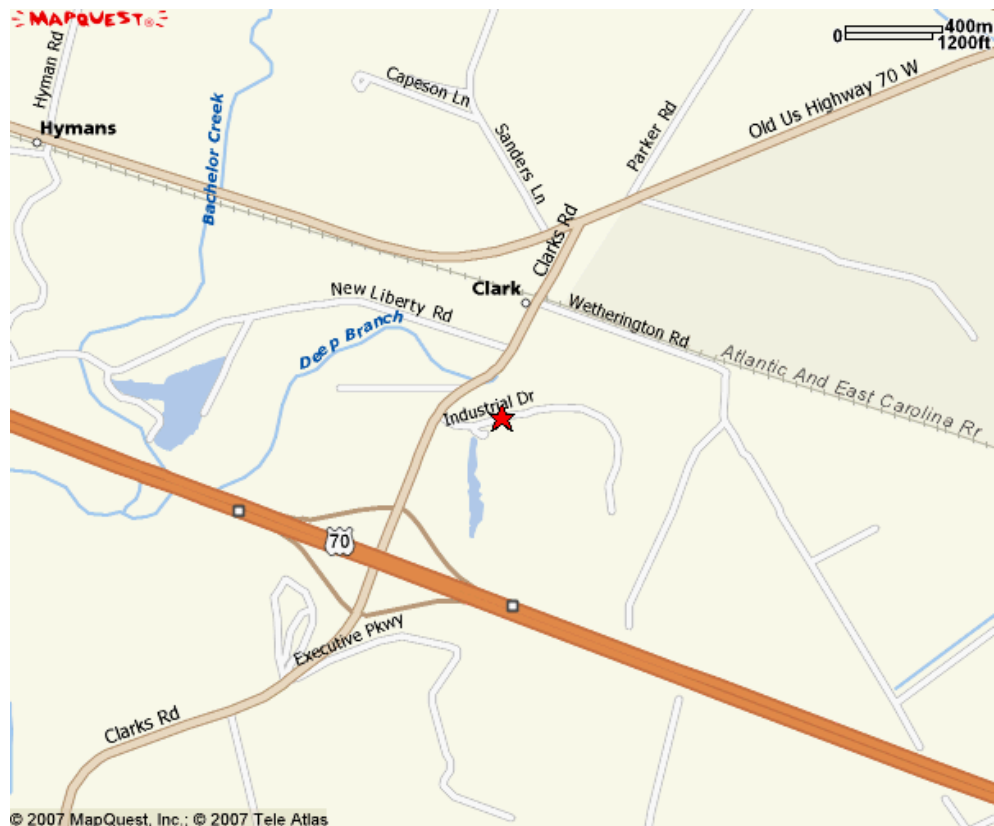 MAPQUEST®
0
400m
1200ft
Hyman Rd
Capeson Ln
Old Us Highway 70 W
Hymans
Bachelor Creek
Sanders Ln
Parker Rd
Clarks Rd
Clark
New Liberty Rd
Wetherington Rd
Deep Branch
Atlantic And East Carolina Rr
Industrial Dr
70
Executive Pkwy
Clarks Rd
© 2007 MapQuest, Inc.; © 2007 Tele Atlas